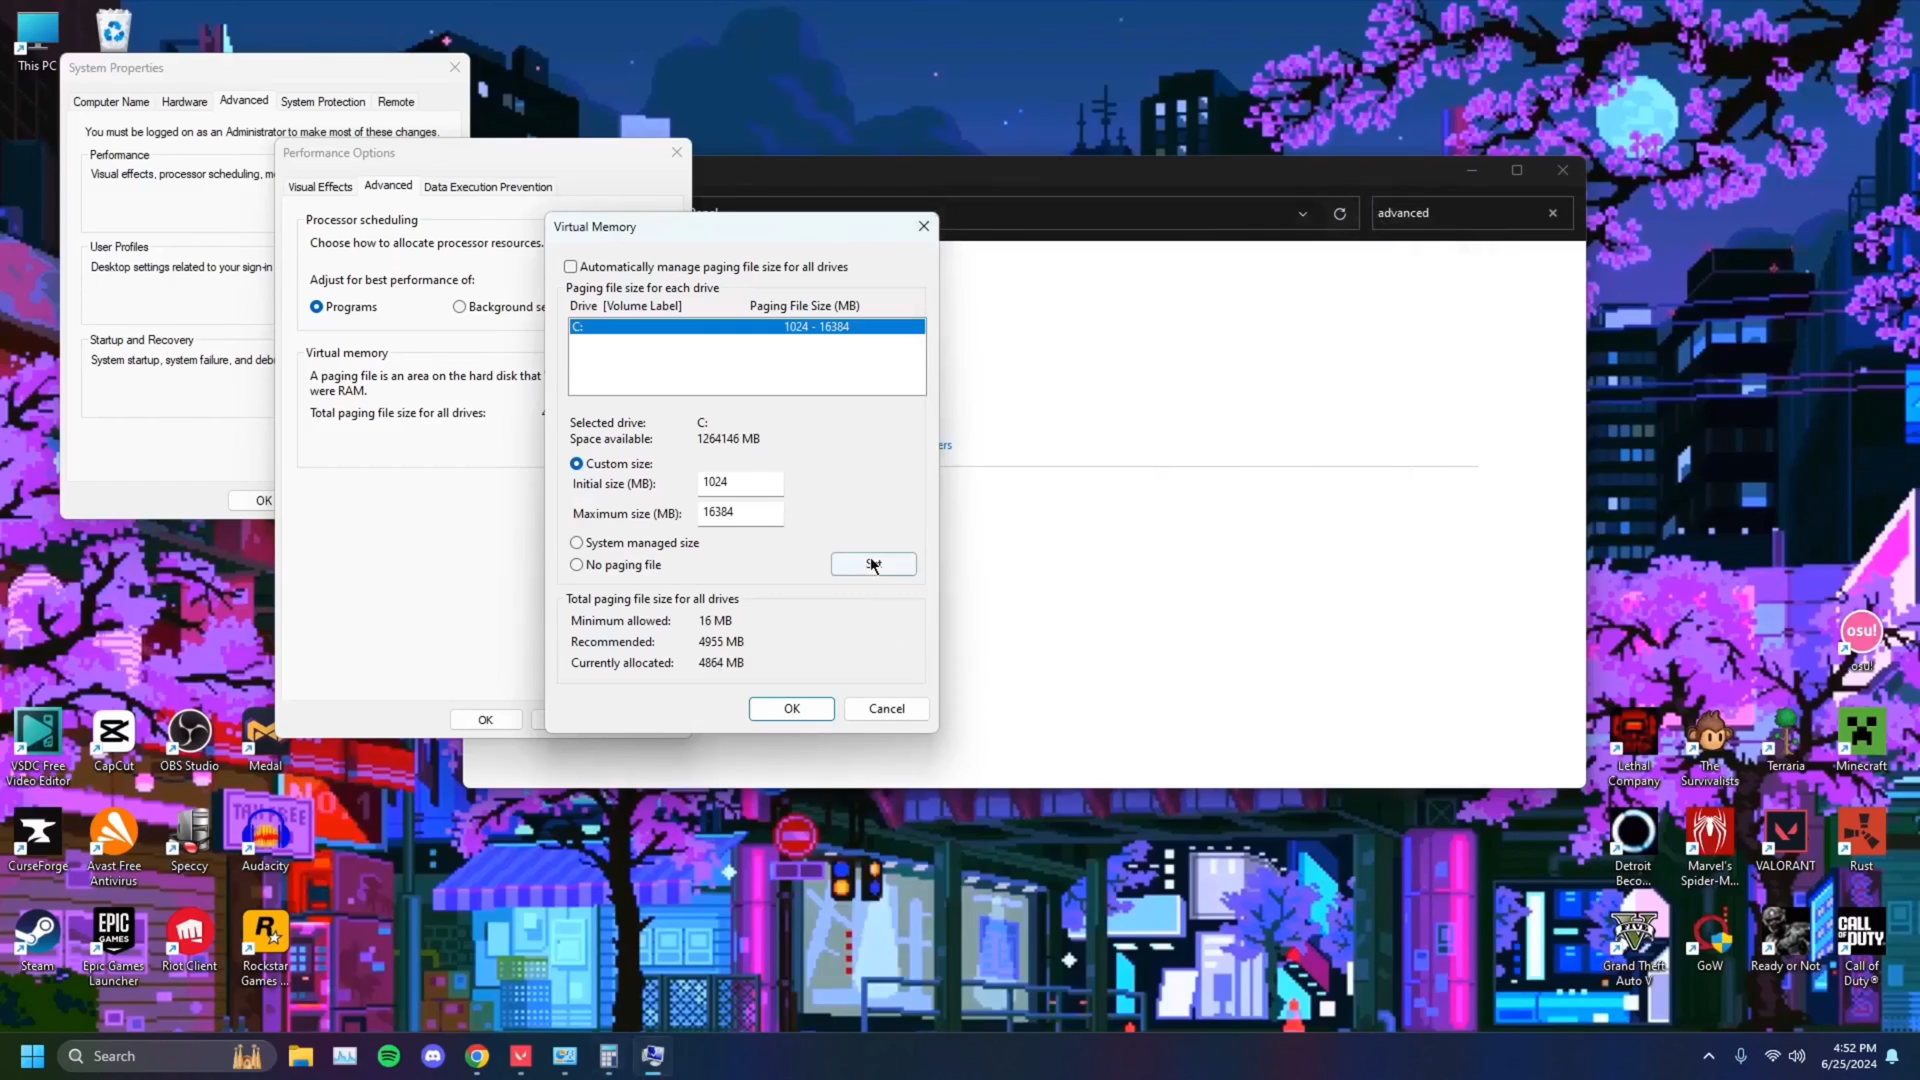 This PC
System Properties
Computer Name
Hardware
Advanced
System Protection
Remote
You must be logged on as an Administrator to make most of these changes.
Performance
Visual effects, processor scheduling, m
User Profiles
Desktop settings related to your sign-in
Startup and Recovery
System startup, system failure, and deb
OK
Performance Options
Visual Effects
Advanced
Data Execution Prevention
Processor scheduling
Choose how to allocate processor resources.
Adjust for best performance of:
Programs
Background se
Virtual memory
A paging file is an area on the hard disk that
were RAM.
Total paging file size for all drives:
OK
advanced
ers
Virtual Memory
Automatically manage paging file size for all drives
Paging file size for each drive
Drive [Volume Label]
Paging File Size (MB)
C:
1024 - 16384
Selected drive:
C:
Space available:
1264146 MB
Custom size:
Initial size (MB):
1024
Maximum size (MB):
16384
System managed size
No paging file
Total paging file size for all drives
Minimum allowed:
16 MB
Recommended:
4955 MB
Currently allocated:
4864 MB
OK
Cancel
VSDC Free
Video Editor
CapCut
OBS Studio
Medal
CurseForge
Avast Free
Antivirus
Speccy
Audacity
Steam
EPIC
GAMES
Epic Games
Launcher
Riot Client
Rockstar
Games ...
osu!
osu!
Lethal
Company
The
Survivalists
Terraria
Minecraft
Detroit
Beco...
Marvel's
Spider-M...
VALORANT
Rust
Grand Theft
Auto V
GoW
Ready or Not
CALL OF
DUTY
Call of
Duty®
Search
4:52 PM
6/25/2024